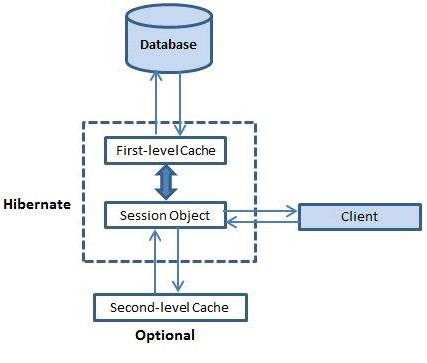 Database
First-level Cache
Hibernate
Session Object
Client
Second-level Cache
Optional